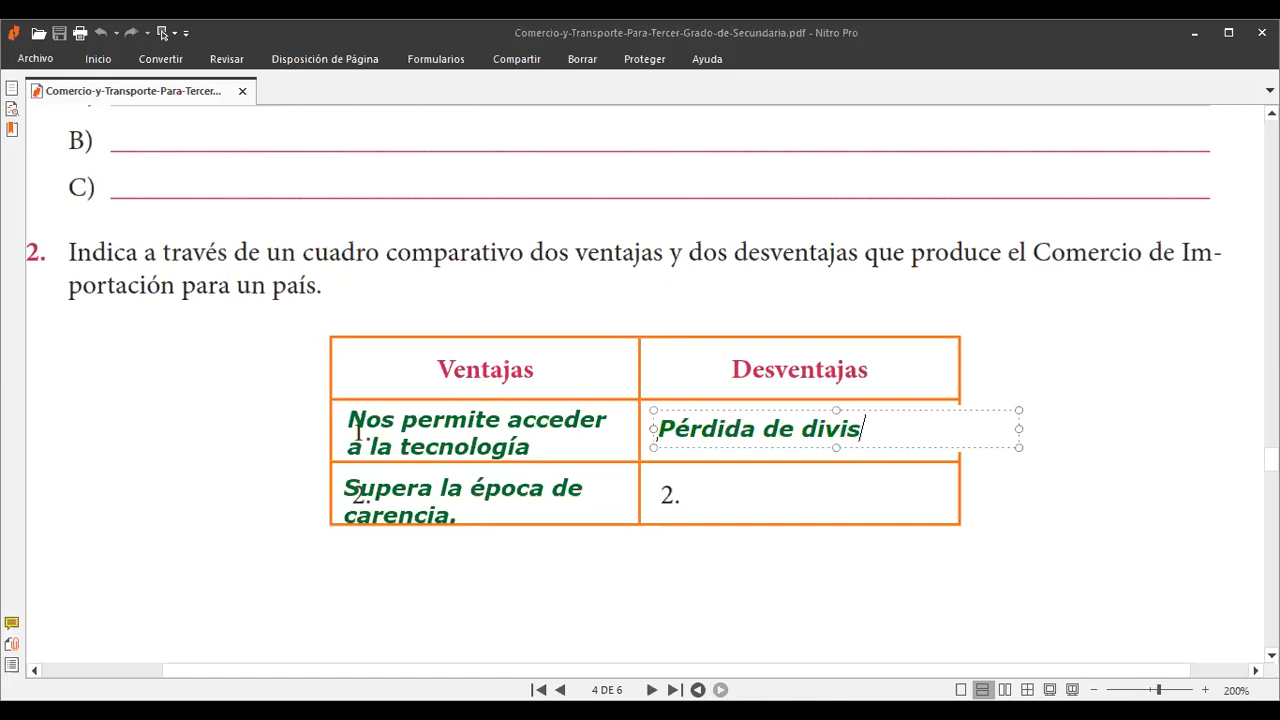 Comercio-y-Transporte-Para-Tercer-Grado-de-Secundaria.pdf - Nitro Pro
Archivo Inicio Convertir Revisar Disposición de Página Formularios Compartir Borrar Proteger Ayuda
Comercio-y-Transporte-Para-Tercer...
B)
C)
2. Indica a través de un cuadro comparativo dos ventajas y dos desventajas que produce el Comercio de Im-
portación para un país.
Ventajas Desventajas
1. Nos permite acceder
a la tecnología
Pérdida de divis
2. Supera la época de
carencia.
2.
4 DE 6
200%